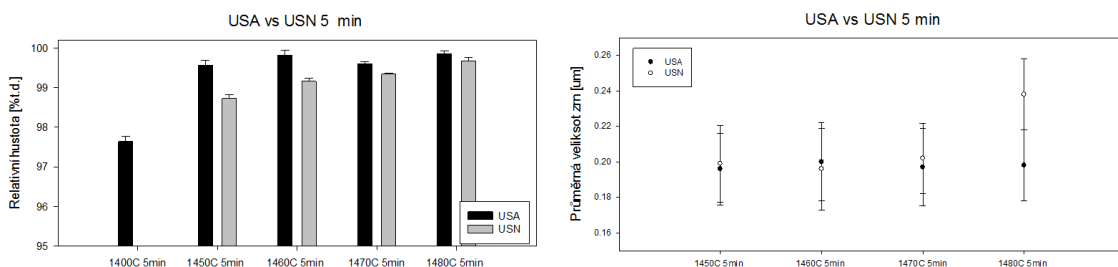 USA vs USN 5 min
Relativní hustota [%t.d.]
100
99
98
97
96
95
USA
USN
1400C 5min
1450C 5min
1460C 5min
1470C 5min
1480C 5min
USA vs USN 5 min
Průměrná veliksot zrn [um]
0.26
0.24
0.22
0.20
0.18
0.16
USA
USN
1450C 5min
1460C 5min
1470C 5min
1480C 5min